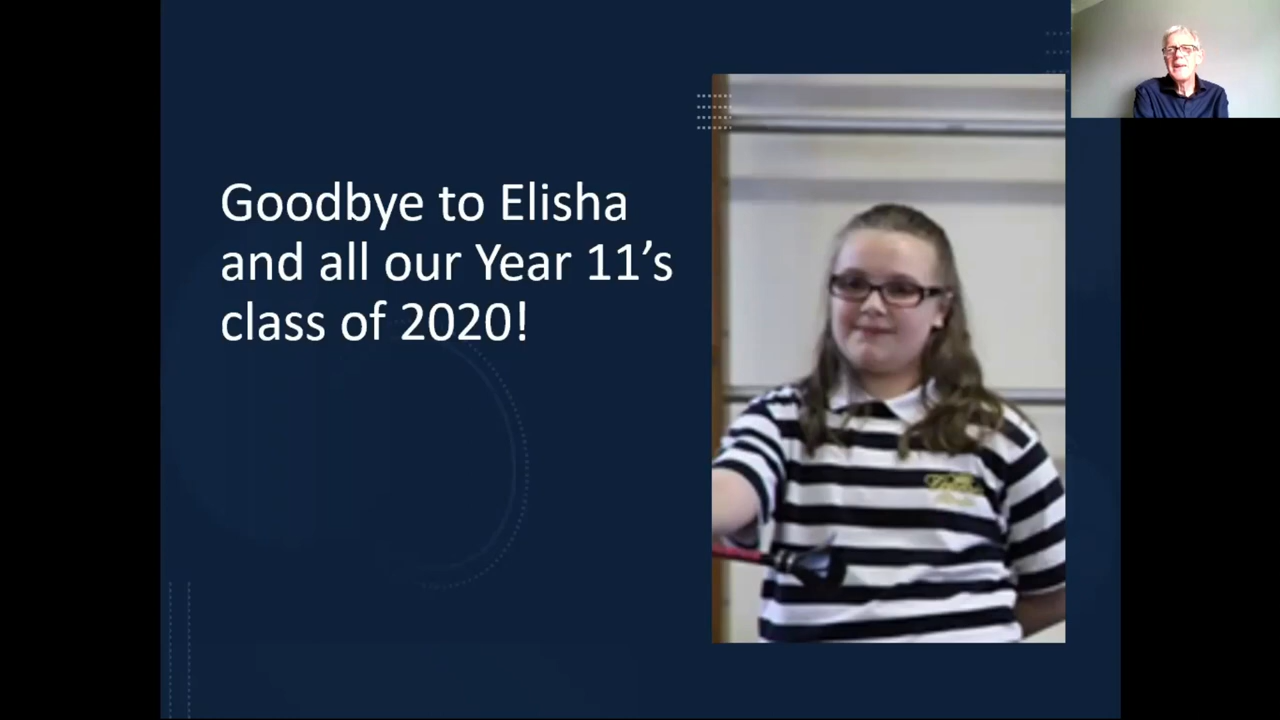 Goodbye to Elisha
and all our Year 11’s
class of 2020!